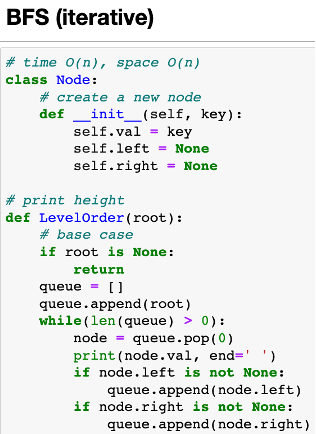 BFS (iterative)
# time O(n), space O(n)
class Node:
    # create a new node
    def __init__(self, key):
        self.val = key
        self.left = None
        self.right = None

# print height
def LevelOrder(root):
    # base case
    if root is None:
        return
    queue = []
    queue.append(root)
    while(len(queue) > 0):
        node = queue.pop(0)
        print(node.val, end=' ')
        if node.left is not None:
            queue.append(node.left)
        if node.right is not None:
            queue.append(node.right)